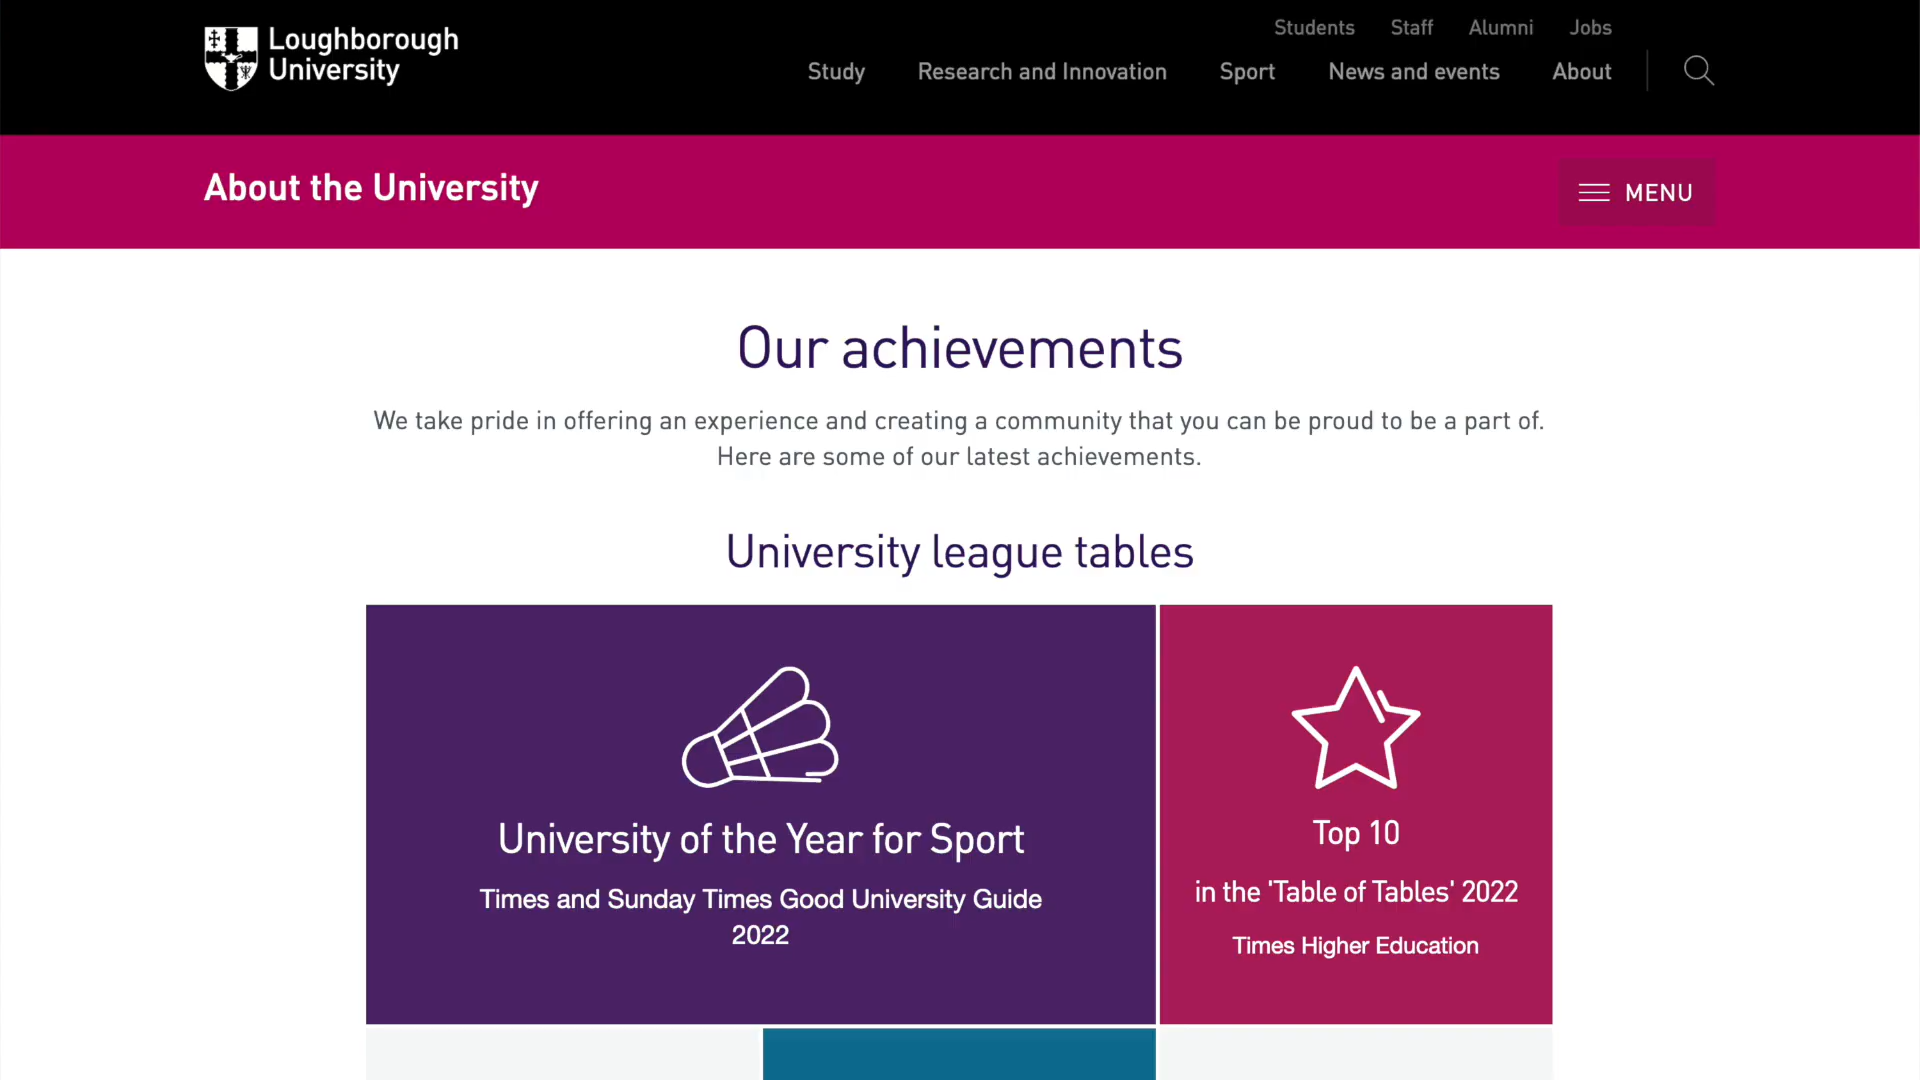 Loughborough
University
Students Staff Alumni Jobs
Study Research and Innovation Sport News and events About
About the University
MENU
Our achievements
We take pride in offering an experience and creating a community that you can be proud to be a part of.
Here are some of our latest achievements.
University league tables
University of the Year for Sport
Times and Sunday Times Good University Guide
2022
Top 10
in the 'Table of Tables' 2022
Times Higher Education